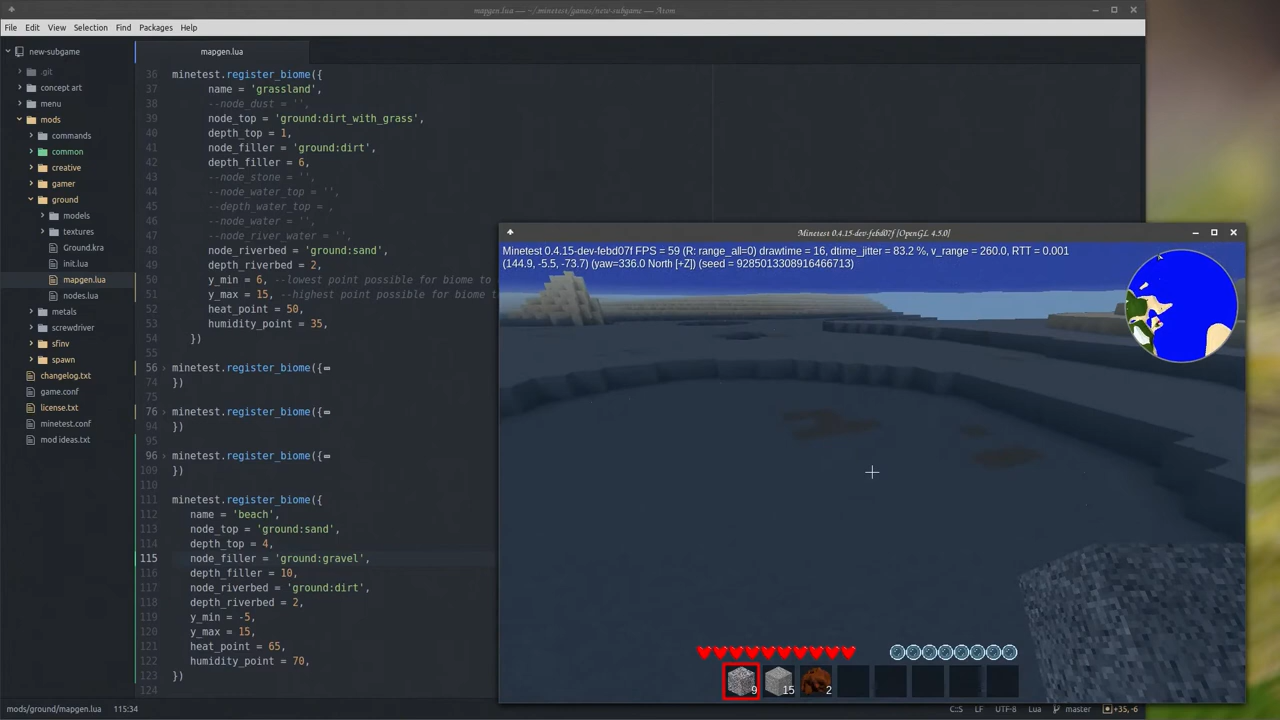 mapgen.lua — ~/.minetest/games/new-subgame — Atom
File Edit View Selection Find Packages Help
new-subgame
.git
concept art
menu
mods
commands
common
creative
gamer
ground
models
textures
Ground.kra
init.lua
mapgen.lua
nodes.lua
metals
screwdriver
sfinv
spawn
changelog.txt
game.conf
license.txt
minetest.conf
mod ideas.txt
mapgen.lua
36 minetest.register_biome({
37 name = 'grassland',
38 --node_dust = '',
39 node_top = 'ground:dirt_with_grass',
40 depth_top = 1,
41 node_filler = 'ground:dirt',
42 depth_filler = 6,
43 --node_stone = '',
44 --node_water_top = '',
45 --depth_water_top = ,
46 --node_water = '',
47 --node_river_water = '',
48 node_riverbed = 'ground:sand',
49 depth_riverbed = 2,
50 y_min = 6, --lowest point possible for biome to
51 y_max = 15, --highest point possible for biome t
52 heat_point = 50,
53 humidity_point = 35,
54 })
55
56 minetest.register_biome({
74 })
75
76 minetest.register_biome({
94 })
95
96 minetest.register_biome({
109 })
110
111 minetest.register_biome({
112 name = 'beach',
113 node_top = 'ground:sand',
114 depth_top = 4,
115 node_filler = 'ground:gravel',
116 depth_filler = 10,
117 node_riverbed = 'ground:dirt',
118 depth_riverbed = 2,
119 y_min = -5,
120 y_max = 15,
121 heat_point = 65,
122 humidity_point = 70,
123 })
124
Minetest 0.4.15-dev-febd07f [OpenGL 4.5.0]
Minetest 0.4.15-dev-febd07f FPS = 59 (R: range_all=0) drawtime = 16, dtime_jitter = 83.2 %, v_range = 260.0, RTT = 0.001
(144.9, -5.5, -73.7) (yaw=336.0 North [+Z]) (seed = 9285013308916466713)
9 15 2
mods/ground/mapgen.lua 115:34 C::S LF UTF-8 Lua master +35, -6